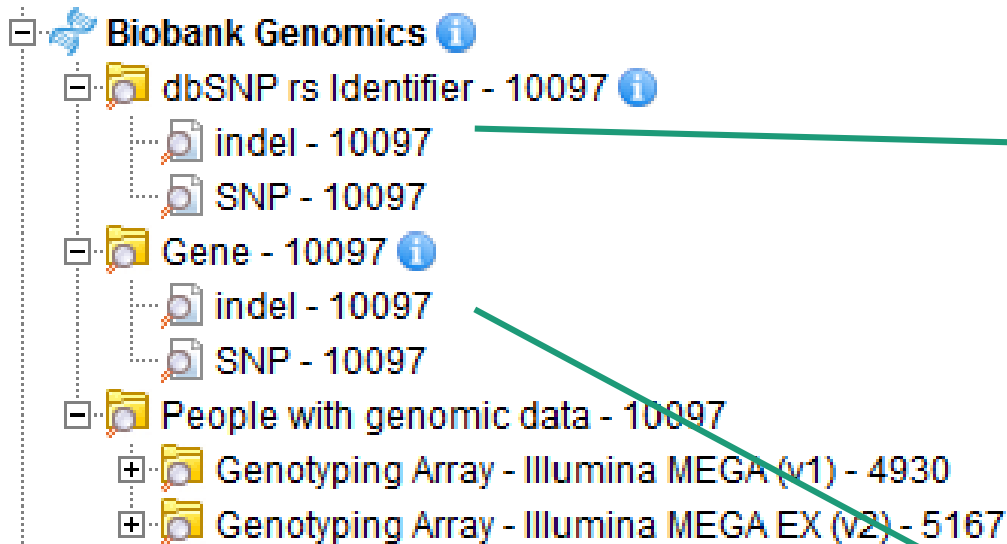 Biobank Genomics
dbSNP rs Identifier - 10097
indel - 10097
SNP - 10097
Gene - 10097
indel - 10097
SNP - 10097
People with genomic data - 10097
Genotyping Array - Illumina MEGA (v1) - 4930
Genotyping Array - Illumina MEGA EX (v2) - 5167